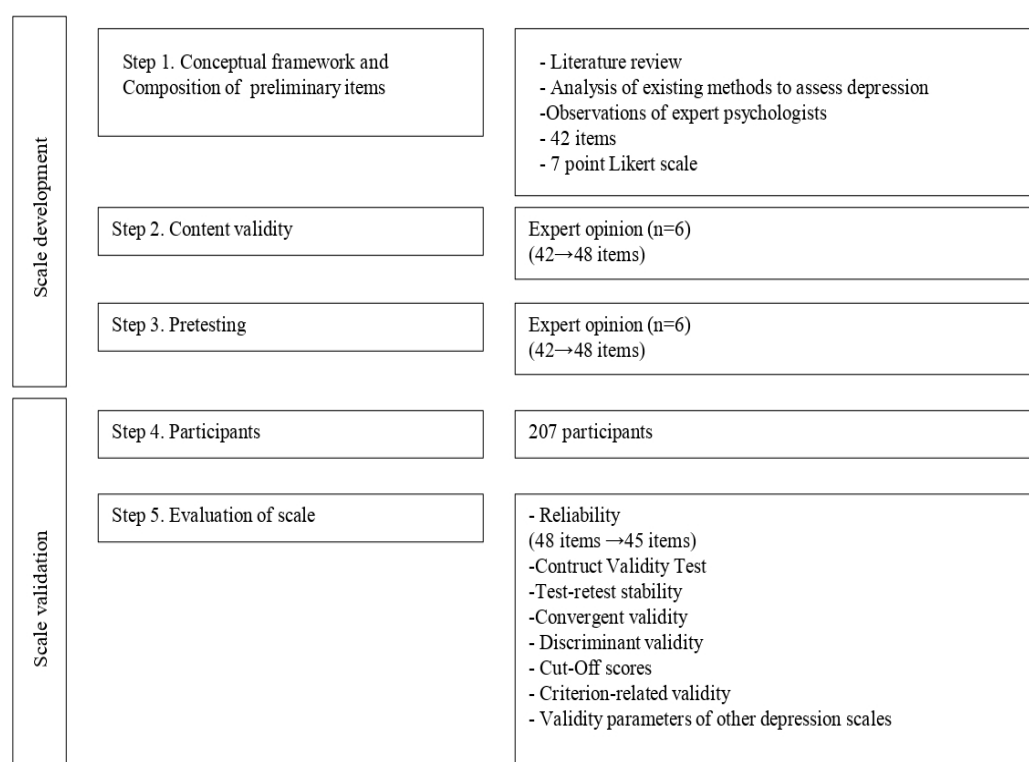 Scale development
Step 1. Conceptual framework and
Composition of preliminary items
- Literature review
- Analysis of existing methods to assess depression
-Observations of expert psychologists
- 42 items
- 7 point Likert scale
Step 2. Content validity
Expert opinion (n=6)
(42→48 items)
Step 3. Pretesting
Expert opinion (n=6)
(42→48 items)
Scale validation
Step 4. Participants
207 participants
Step 5. Evaluation of scale
- Reliability
(48 items →45 items)
-Contruct Validity Test
-Test-retest stability
-Convergent validity
- Discriminant validity
- Cut-Off scores
- Criterion-related validity
- Validity parameters of other depression scales